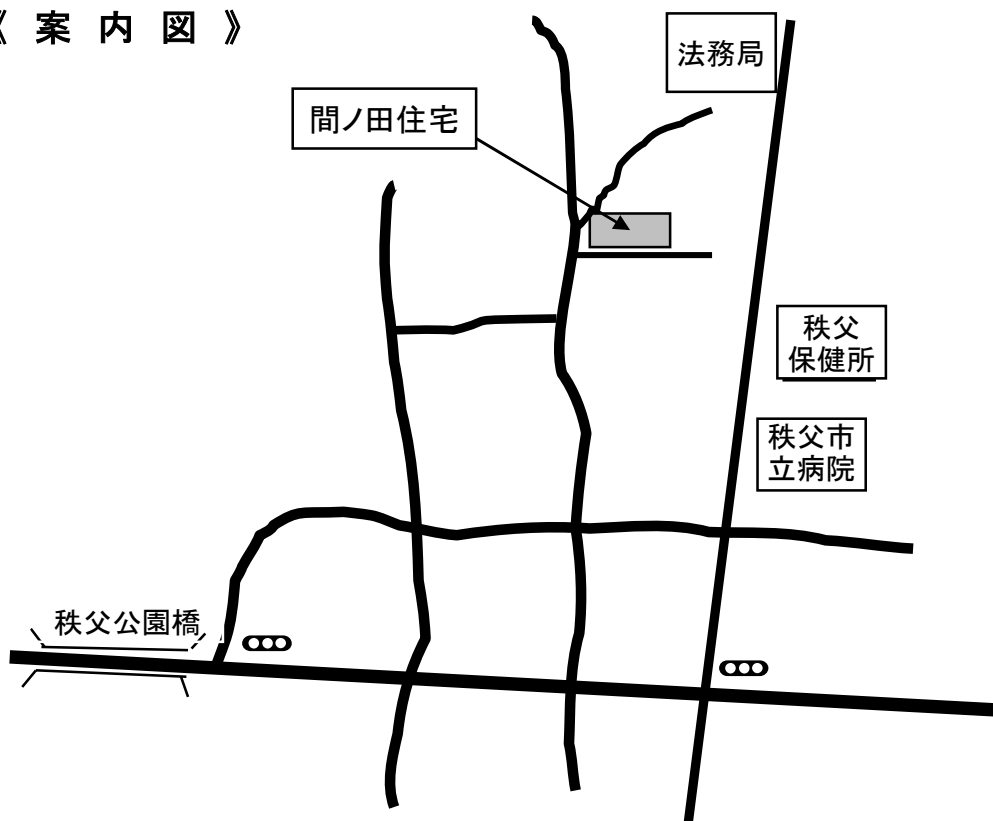 《 案 内 図 》
法務局
間ノ田住宅
秩父
保健所
秩父市
立病院
秩父公園橋